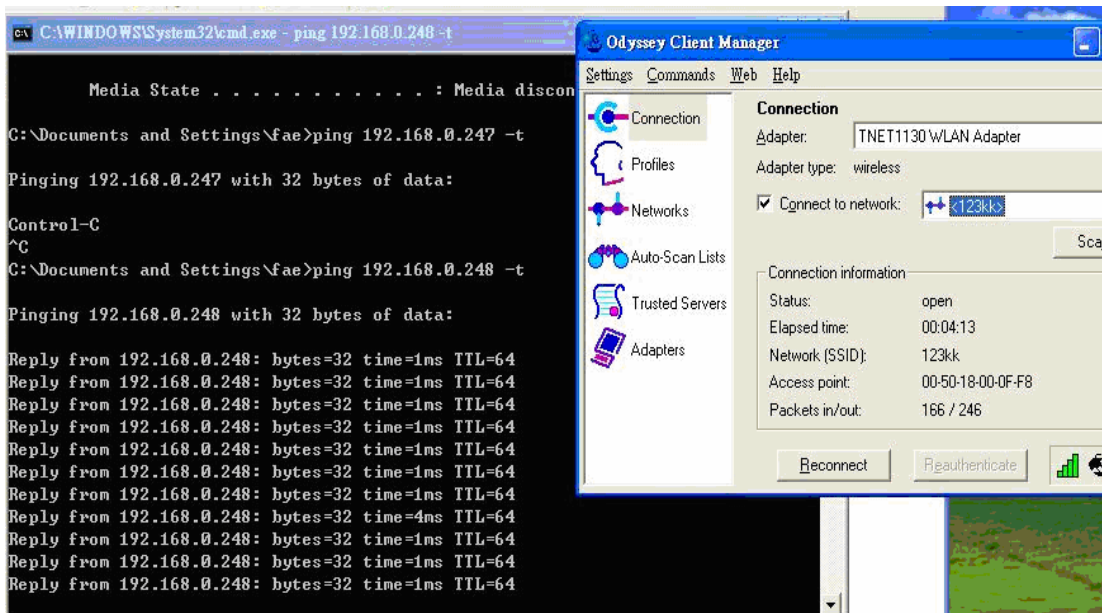 C:\WINDOWS\System32\cmd.exe - ping 192.168.0.248 -t
Media State . . . . . . . . . . . : Media discon
C:\Documents and Settings\fae>ping 192.168.0.247 -t
Pinging 192.168.0.247 with 32 bytes of data:
Control-C
^C
C:\Documents and Settings\fae>ping 192.168.0.248 -t
Pinging 192.168.0.248 with 32 bytes of data:
Reply from 192.168.0.248: bytes=32 time=1ms TTL=64
Reply from 192.168.0.248: bytes=32 time=1ms TTL=64
Reply from 192.168.0.248: bytes=32 time=1ms TTL=64
Reply from 192.168.0.248: bytes=32 time=1ms TTL=64
Reply from 192.168.0.248: bytes=32 time=1ms TTL=64
Reply from 192.168.0.248: bytes=32 time=1ms TTL=64
Reply from 192.168.0.248: bytes=32 time=1ms TTL=64
Reply from 192.168.0.248: bytes=32 time=4ms TTL=64
Reply from 192.168.0.248: bytes=32 time=1ms TTL=64
Reply from 192.168.0.248: bytes=32 time=1ms TTL=64
Reply from 192.168.0.248: bytes=32 time=1ms TTL=64
Odyssey Client Manager
Settings Commands Web Help
Connection
Profiles
Networks
Auto-Scan Lists
Trusted Servers
Adapters
Connection
Adapter: TNET1130 WLAN Adapter
Adapter type: wireless
Connect to network: <123kk>
Sca
Connection information
Status: open
Elapsed time: 00:04:13
Network (SSID): 123kk
Access point: 00-50-18-00-0F-F8
Packets in/out: 166 / 246
Reconnect Reauthenticate